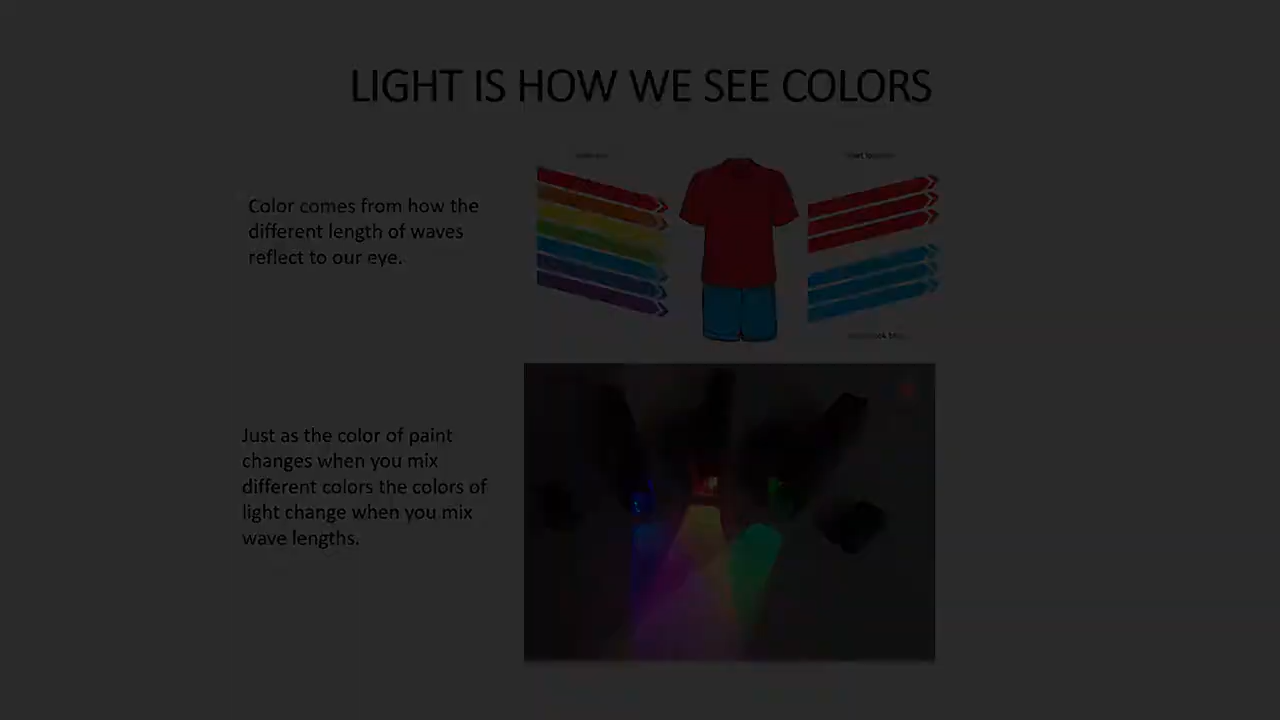 LIGHT IS HOW WE SEE COLORS
Color comes from how the
different length of waves
reflect to our eye.
Just as the color of paint
changes when you mix
different colors the colors of
light change when you mix
wave lengths.